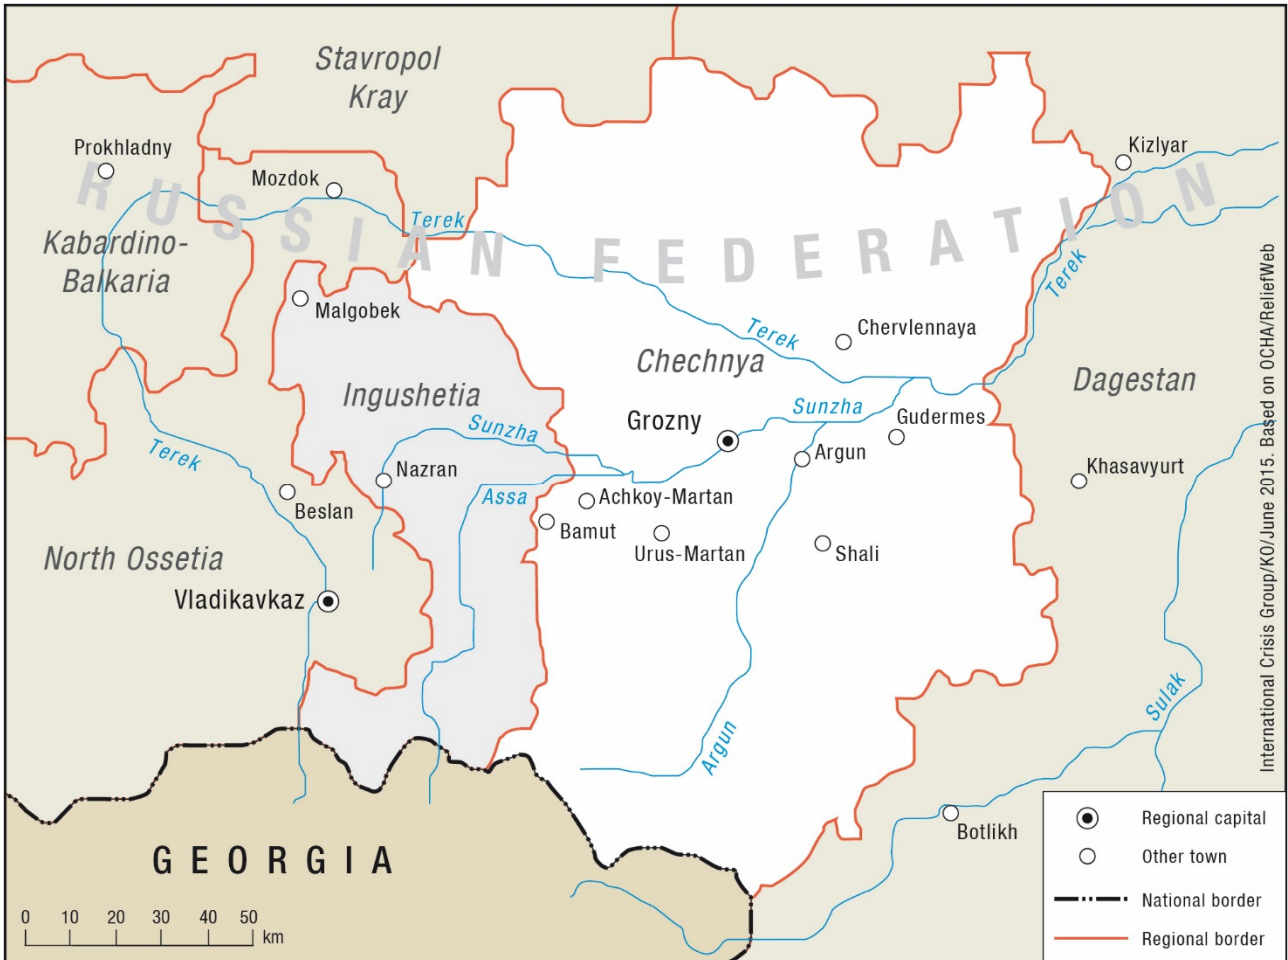 Stavropol
Kray
Prokhladny
Mozdok
Kizlyar
RUSSIAN FEDERATION
Terek
Kabardino-
Balkaria
Terek
Malgobek
Terek
Chervlennaya
Chechnya
Dagestan
Ingushetia
Sunzha
Gudermes
Grozny
Sunzha
Terek
Argun
Nazran
Khasavyurt
Assa
Achkoy-Martan
Beslan
Bamut
Urus-Martan
Shali
North Ossetia
Vladikavkaz
Sulak
Argun
Botlikh
GEORGIA
0 10 20 30 40 50
km
Regional capital
Other town
National border
Regional border
International Crisis Group/KO/June 2015. Based on OCHA/ReliefWeb